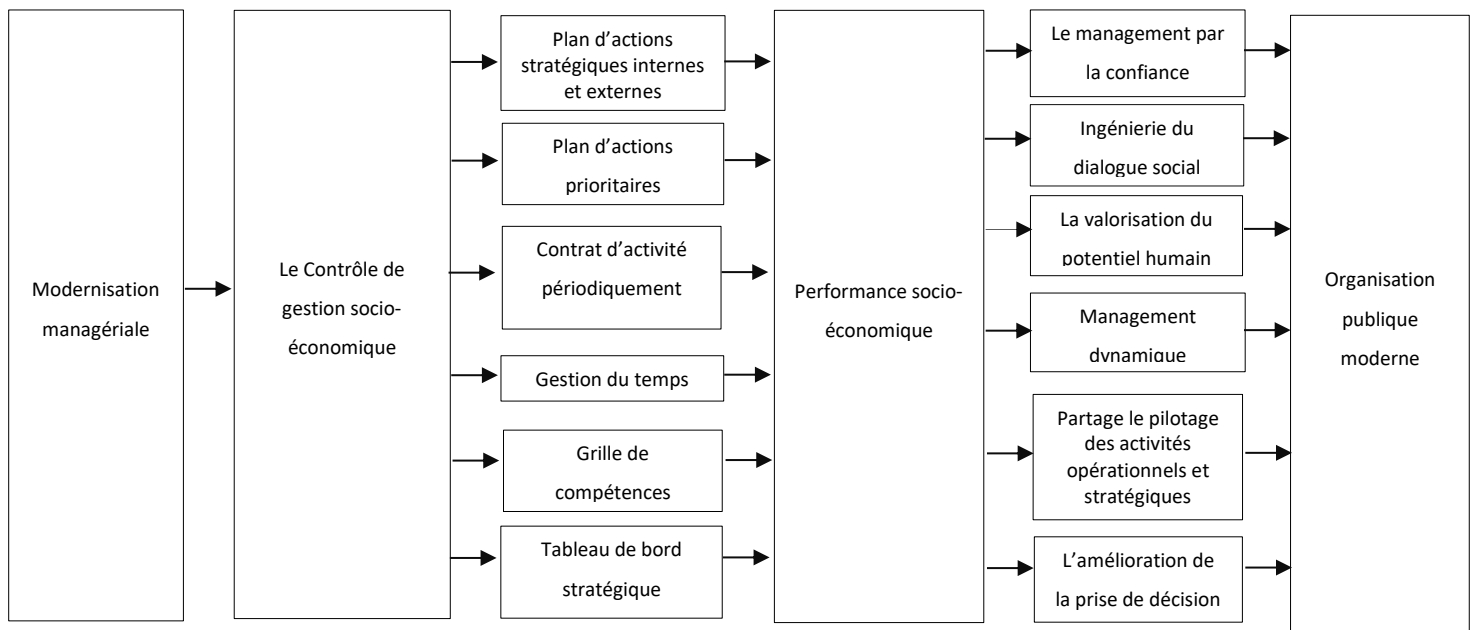 Modernisation
managériale
Le Contrôle de
gestion socio-
économique
Plan d’actions
stratégiques internes
et externes
Plan d’actions
prioritaires
Contrat d’activité
périodiquement
Gestion du temps
Grille de
compétences
Tableau de bord
stratégique
Performance socio-
économique
Le management par
la confiance
Ingénierie du
dialogue social
La valorisation du
potentiel humain
Management
dynamique
Partage le pilotage
des activités
opérationnels et
stratégiques
L’amélioration de
la prise de décision
Organisation
publique
moderne